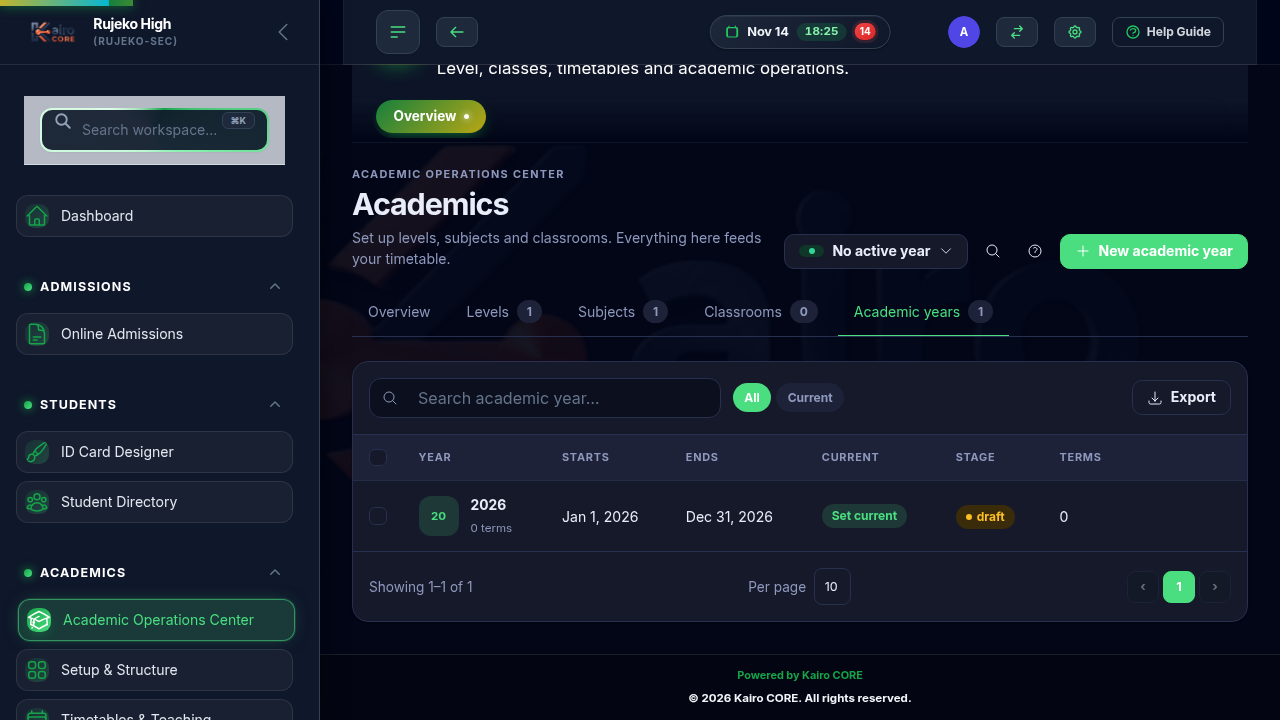 Kairo
CORE
Rujeko High
(RUJEKO-SEC)
Search workspace...
⌘K
Dashboard
ADMISSIONS
Online Admissions
STUDENTS
ID Card Designer
Student Directory
ACADEMICS
Academic Operations Center
Setup & Structure
Timetables & Teaching
Nov 14
18:25
14
A
Help Guide
Level, classes, timetables and academic operations.
Overview
ACADEMIC OPERATIONS CENTER
Academics
Set up levels, subjects and classrooms. Everything here feeds
your timetable.
No active year
New academic year
Overview
Levels 1
Subjects 1
Classrooms 0
Academic years 1
Search academic year...
All
Current
Export
YEAR STARTS ENDS CURRENT STAGE TERMS
20
2026
0 terms
Jan 1, 2026
Dec 31, 2026
Set current
draft
0
Showing 1–1 of 1
Per page
10
‹
1
›
Powered by Kairo CORE
© 2026 Kairo CORE. All rights reserved.